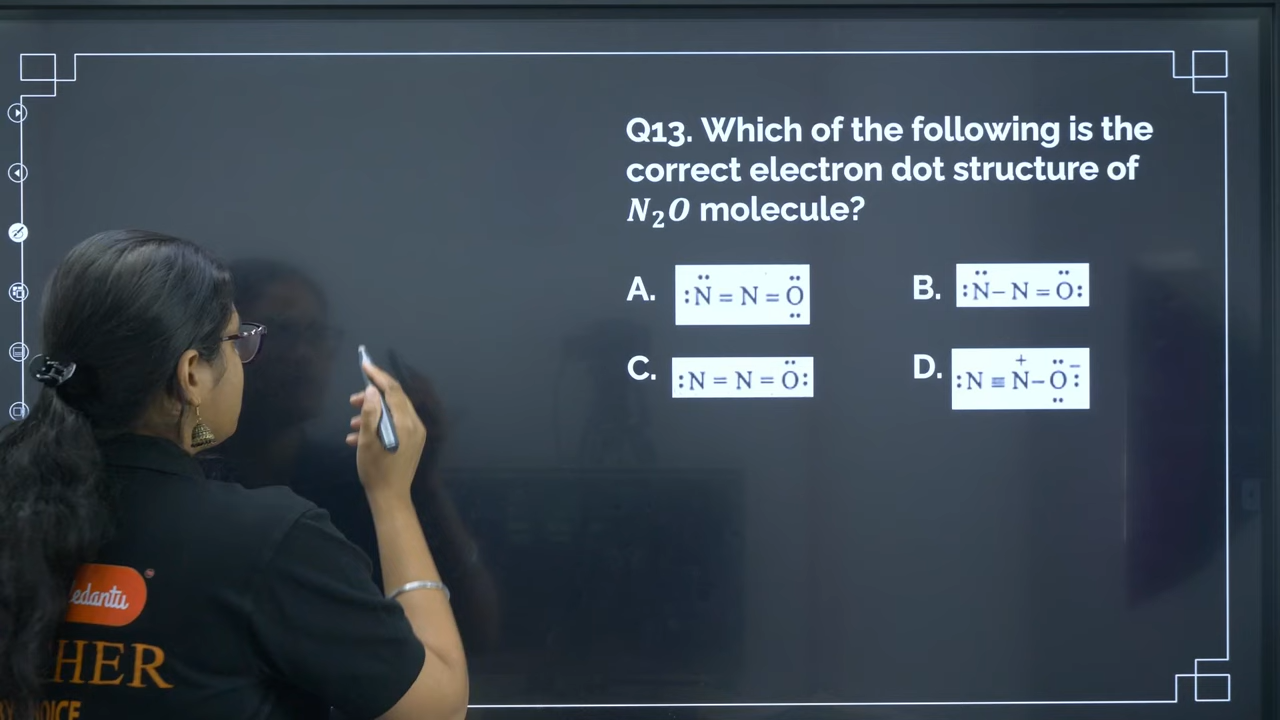 Q13. Which of the following is the
correct electron dot structure of
N₂O molecule?
A. :N̈ = N = Ö̤
B. :N̈ – N = Ö:
C. :N = N = Ö:
D. :N ≡ N⁺ – Ö̤:⁻
edantu
HER